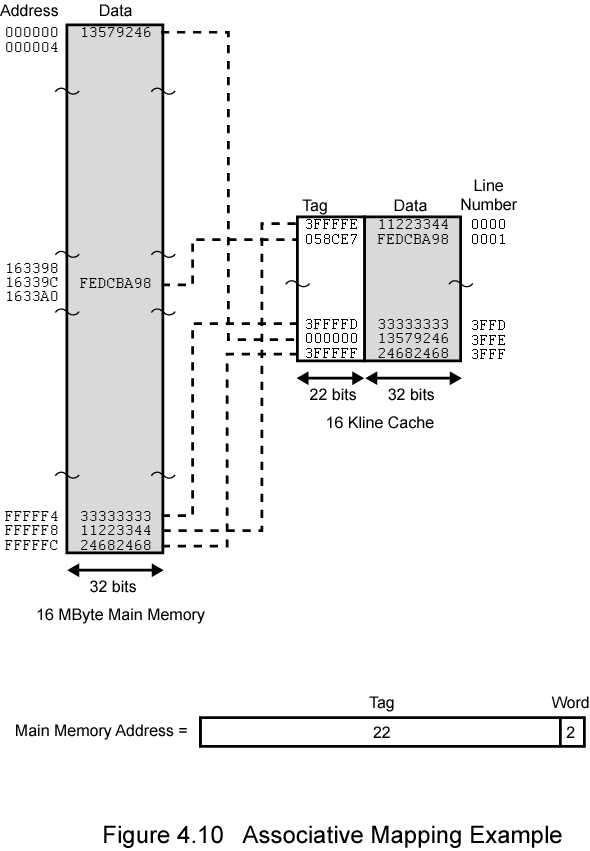 Address Data
000000 13579246
000004
Line
Number
Tag Data
3FFFFE 11223344 0000
058CE7 FEDCBA98 0001
163398
16339C FEDCBA98
1633A0
3FFFFD 33333333 3FFD
000000 13579246 3FFE
3FFFFF 24682468 3FFF
22 bits 32 bits
16 Kline Cache
FFFFF4 33333333
FFFFF8 11223344
FFFFFC 24682468
32 bits
16 MByte Main Memory
Tag Word
Main Memory Address = 22 2
Figure 4.10 Associative Mapping Example